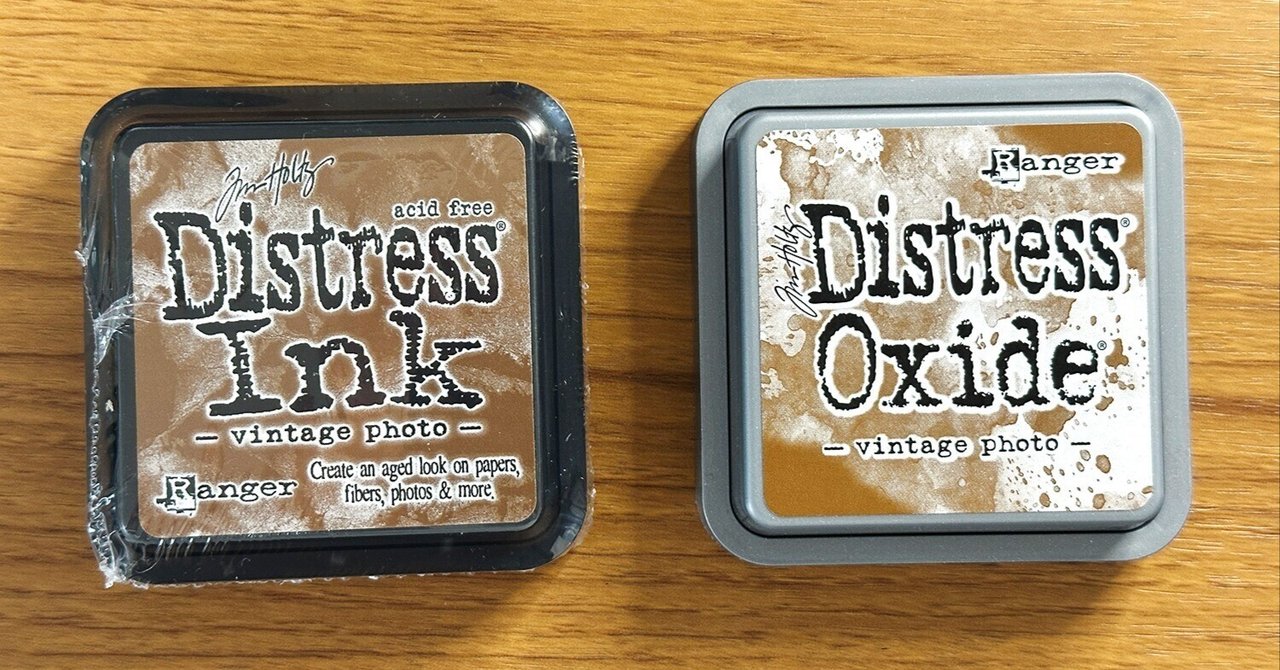 Tim Holtz
acid free
Distress®
Ink
— vintage photo —
Create an aged look on papers,
fibers, photos & more.
Ranger
Ranger
Tim Holtz
Distress®
Oxide®
— vintage photo —